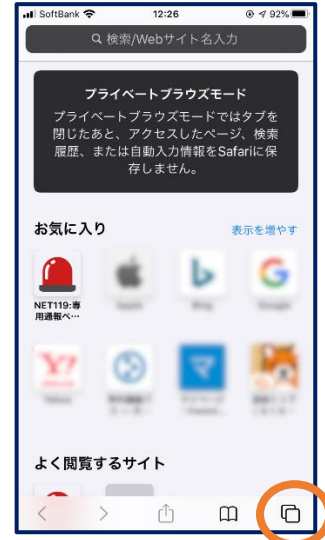 SoftBank 12:26 92%
検索/Webサイト名入力
プライベートブラウズモード
プライベートブラウズモードではタブを
閉じたあと、アクセスしたページ、検索
履歴、または自動入力情報をSafariに保
存しません。
お気に入り 表示を増やす
NET119:専
用通報ペ…
よく閲覧するサイト